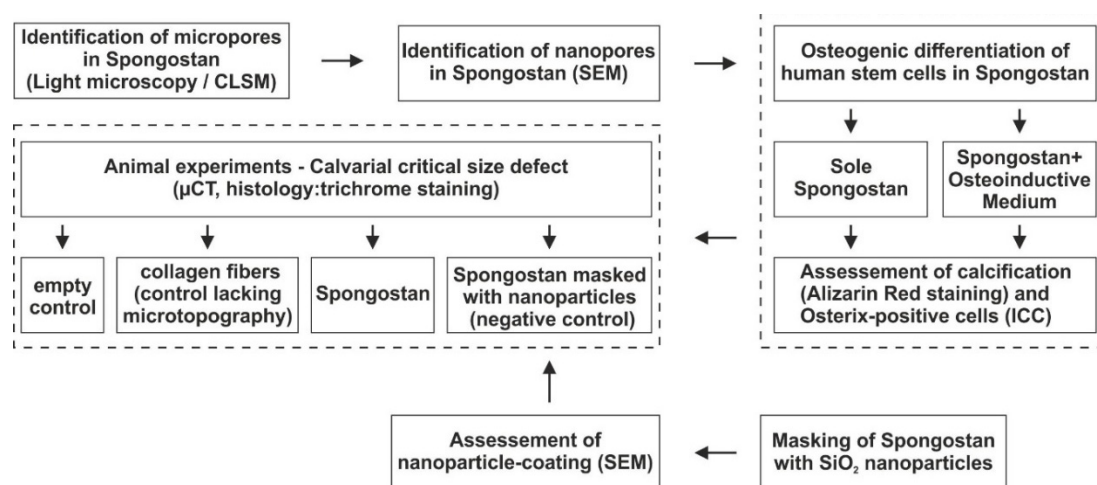 Identification of micropores
in Spongostan
(Light microscopy / CLSM)
Identification of nanopores
in Spongostan (SEM)
Osteogenic differentiation of
human stem cells in Spongostan
Sole
Spongostan
Spongostan+
Osteoinductive
Medium
Assessement of calcification
(Alizarin Red staining) and
Osterix-positive cells (ICC)
Animal experiments - Calvarial critical size defect
(µCT, histology:trichrome staining)
empty
control
collagen fibers
(control lacking
microtopography)
Spongostan
Spongostan masked
with nanoparticles
(negative control)
Assessement of
nanoparticle-coating (SEM)
Masking of Spongostan
with SiO₂ nanoparticles